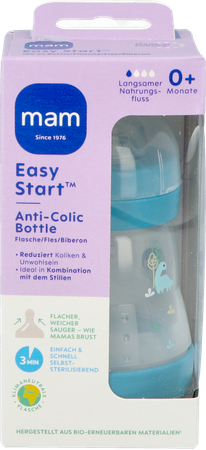 mam
Since 1976
Langsamer
Nahrungs-
fluss
0+
Monate
Easy
Start™
Anti-Colic
Bottle
Flasche/Fles/Biberon
• Reduziert Koliken &
Unwohlsein
• Ideal in Kombination
mit dem Stillen
FLACHER,
WEICHER
SAUGER – WIE
MAMAS BRUST
3 MIN
EINFACH &
SCHNELL
SELBST-
STERILISIEREND
KLIMANEUTRALE
FLASCHE
HERGESTELLT AUS BIO-ERNEUERBAREN MATERIALIEN